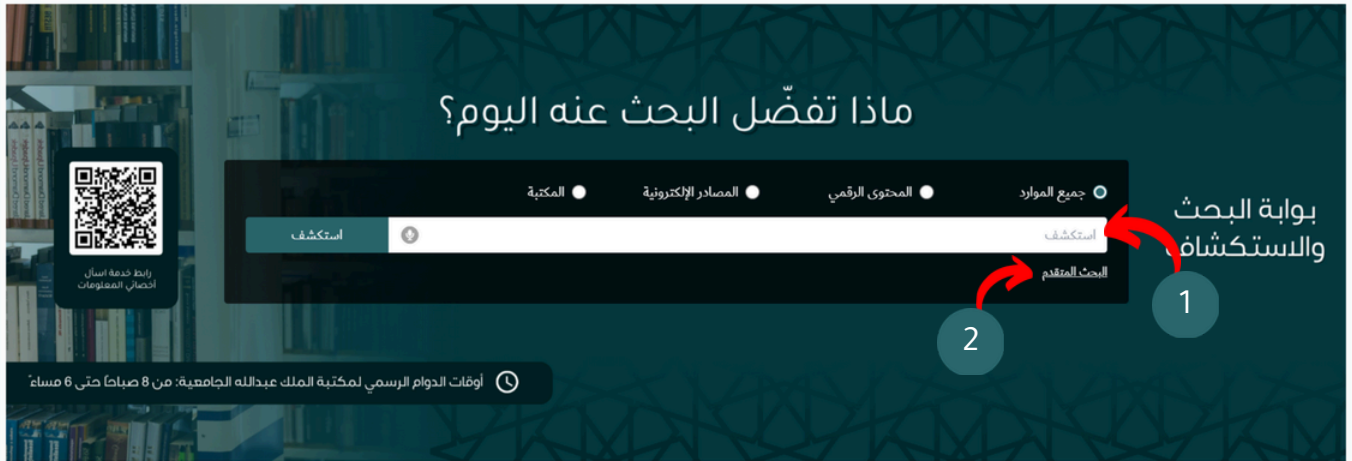 ماذا تفضّل البحث عنه اليوم؟
بوابة البحث
والاستكشاف
جميع الموارد
المحتوى الرقمي
المصادر الإلكترونية
المكتبة
استكشف
استكشف
البحث المتقدم
1
2
رابط خدمة اسأل
أخصائي المعلومات
أوقات الدوام الرسمي لمكتبة الملك عبدالله الجامعية: من 8 صباحاً حتى 6 مساءً